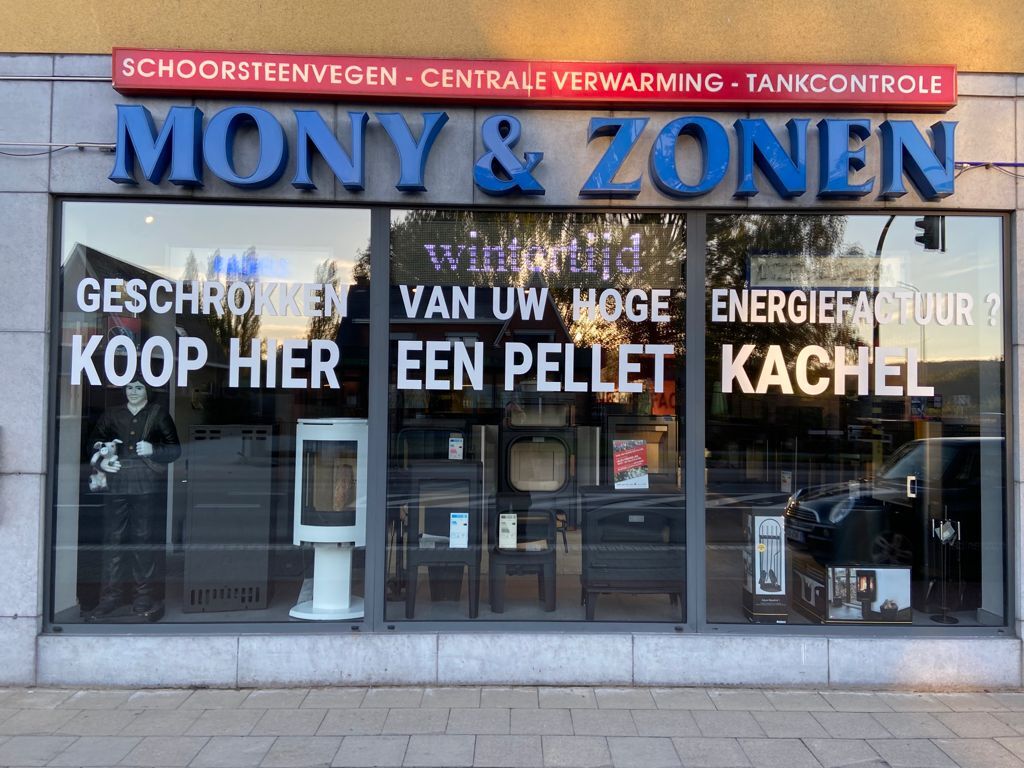 SCHOORSTEENVEGEN - CENTRALE VERWARMING - TANKCONTROLE
MONY & ZONEN
wintertijd
GESCHROKKEN VAN UW HOGE ENERGIEFACTUUR ?
KOOP HIER EEN PELLET KACHEL